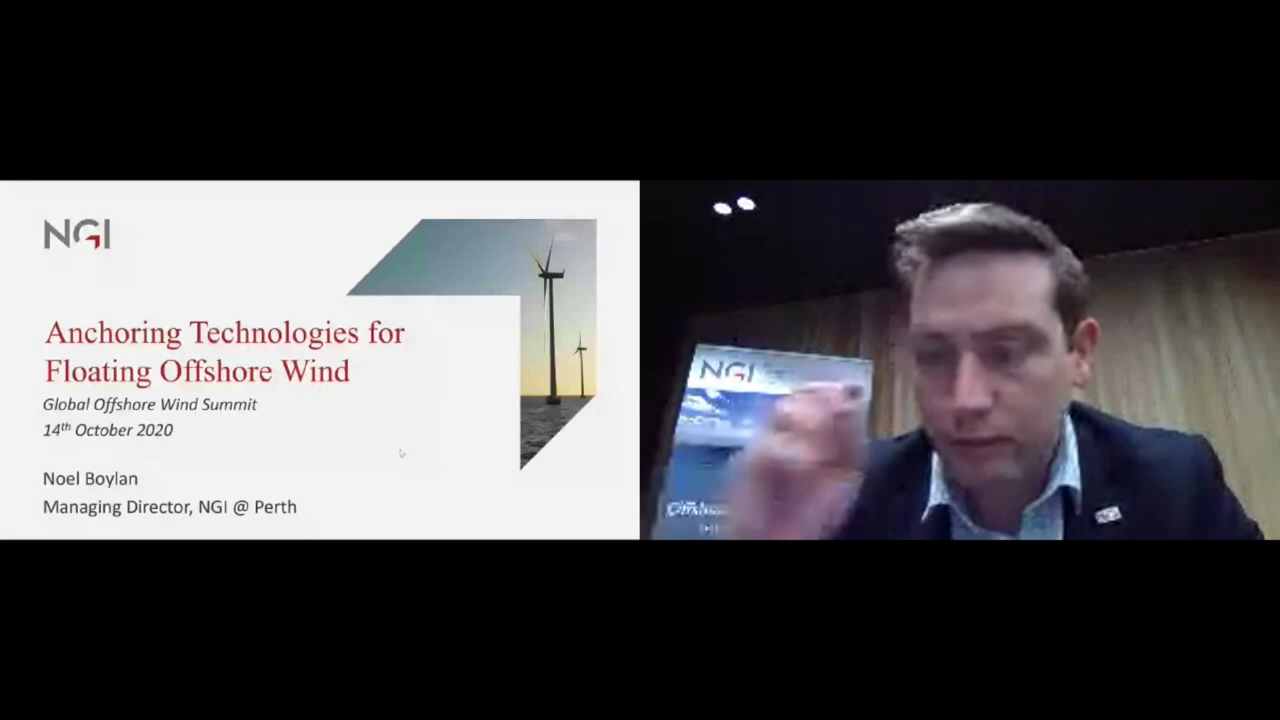 NGI
Anchoring Technologies for
Floating Offshore Wind
Global Offshore Wind Summit
14th October 2020
Noel Boylan
Managing Director, NGI @ Perth
NGI